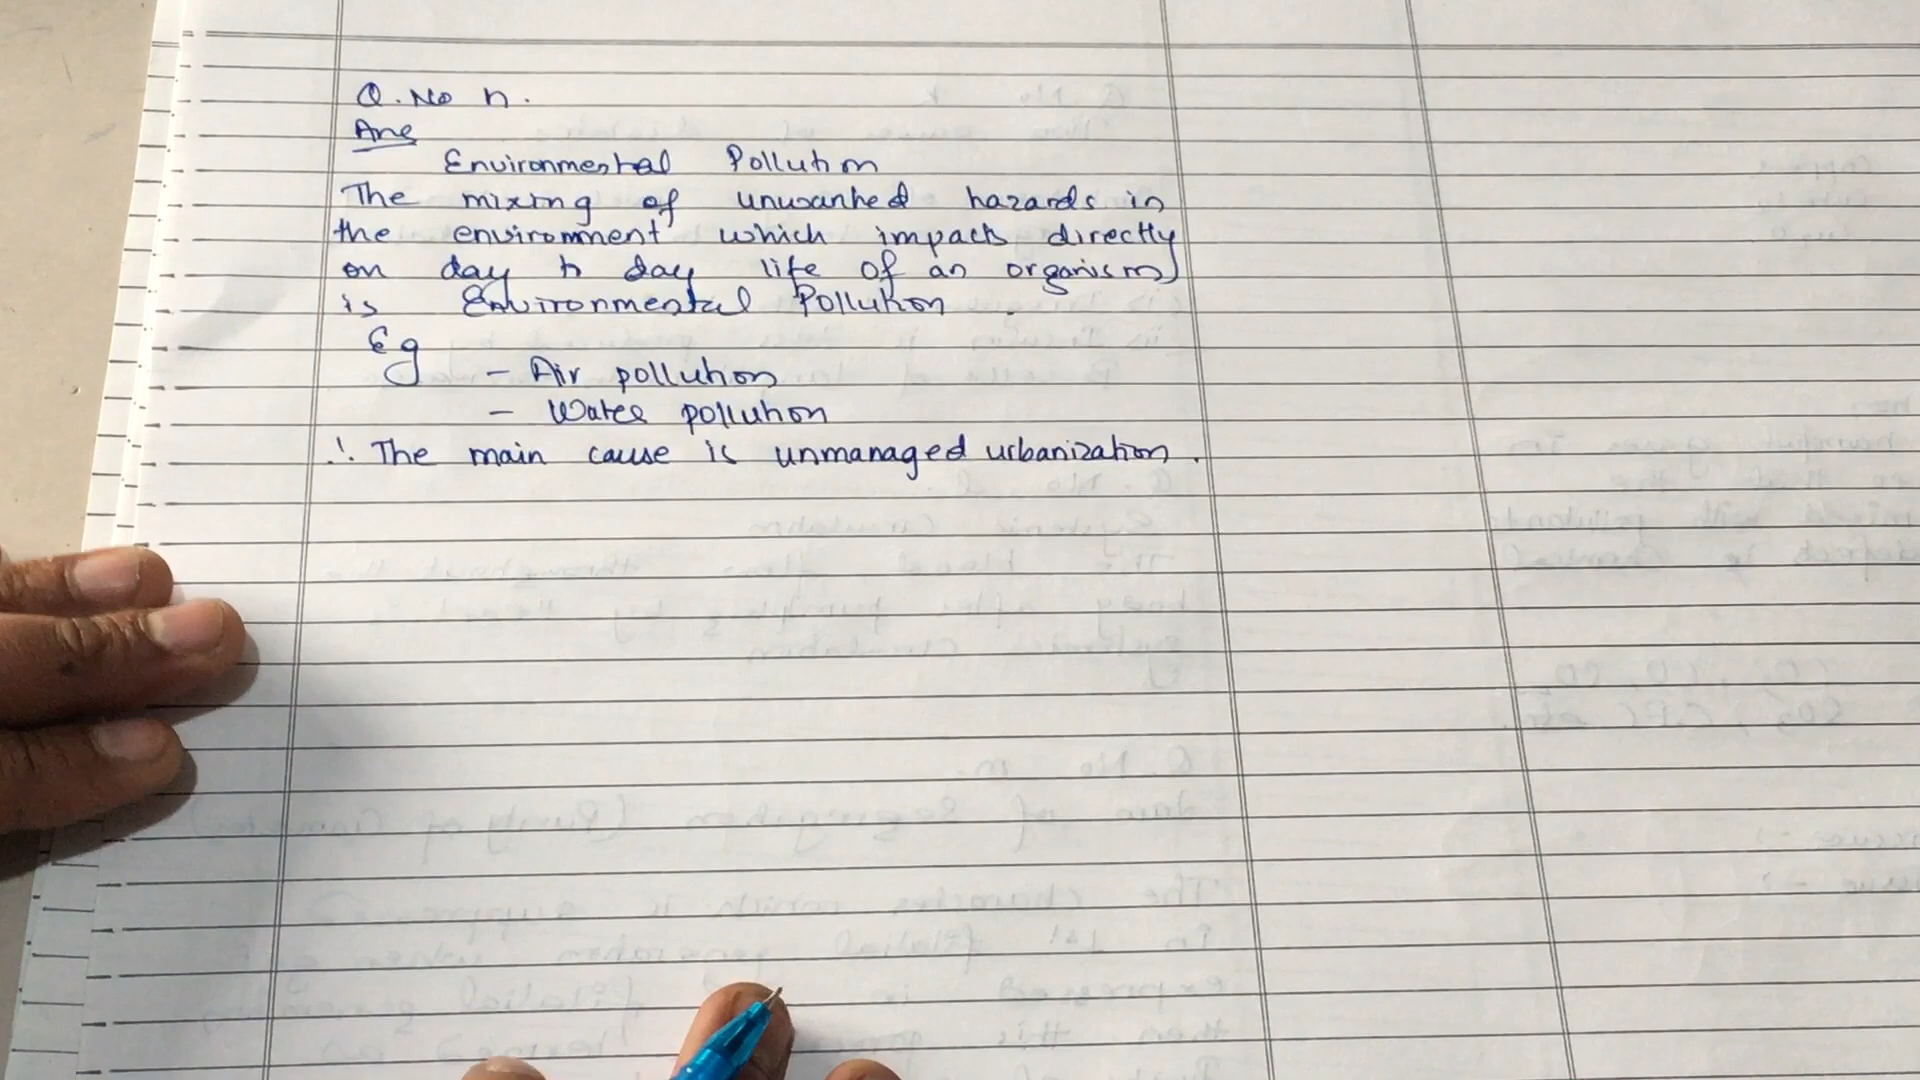 Q. No n.
Ans
Environmental Pollution
The mixing of unwanted hazards in
the environment which impacts directly
on day to day life of an organism
is Environmental Pollution.
Eg
- Air pollution
- Water pollution
∴ The main cause is unmanaged urbanization.